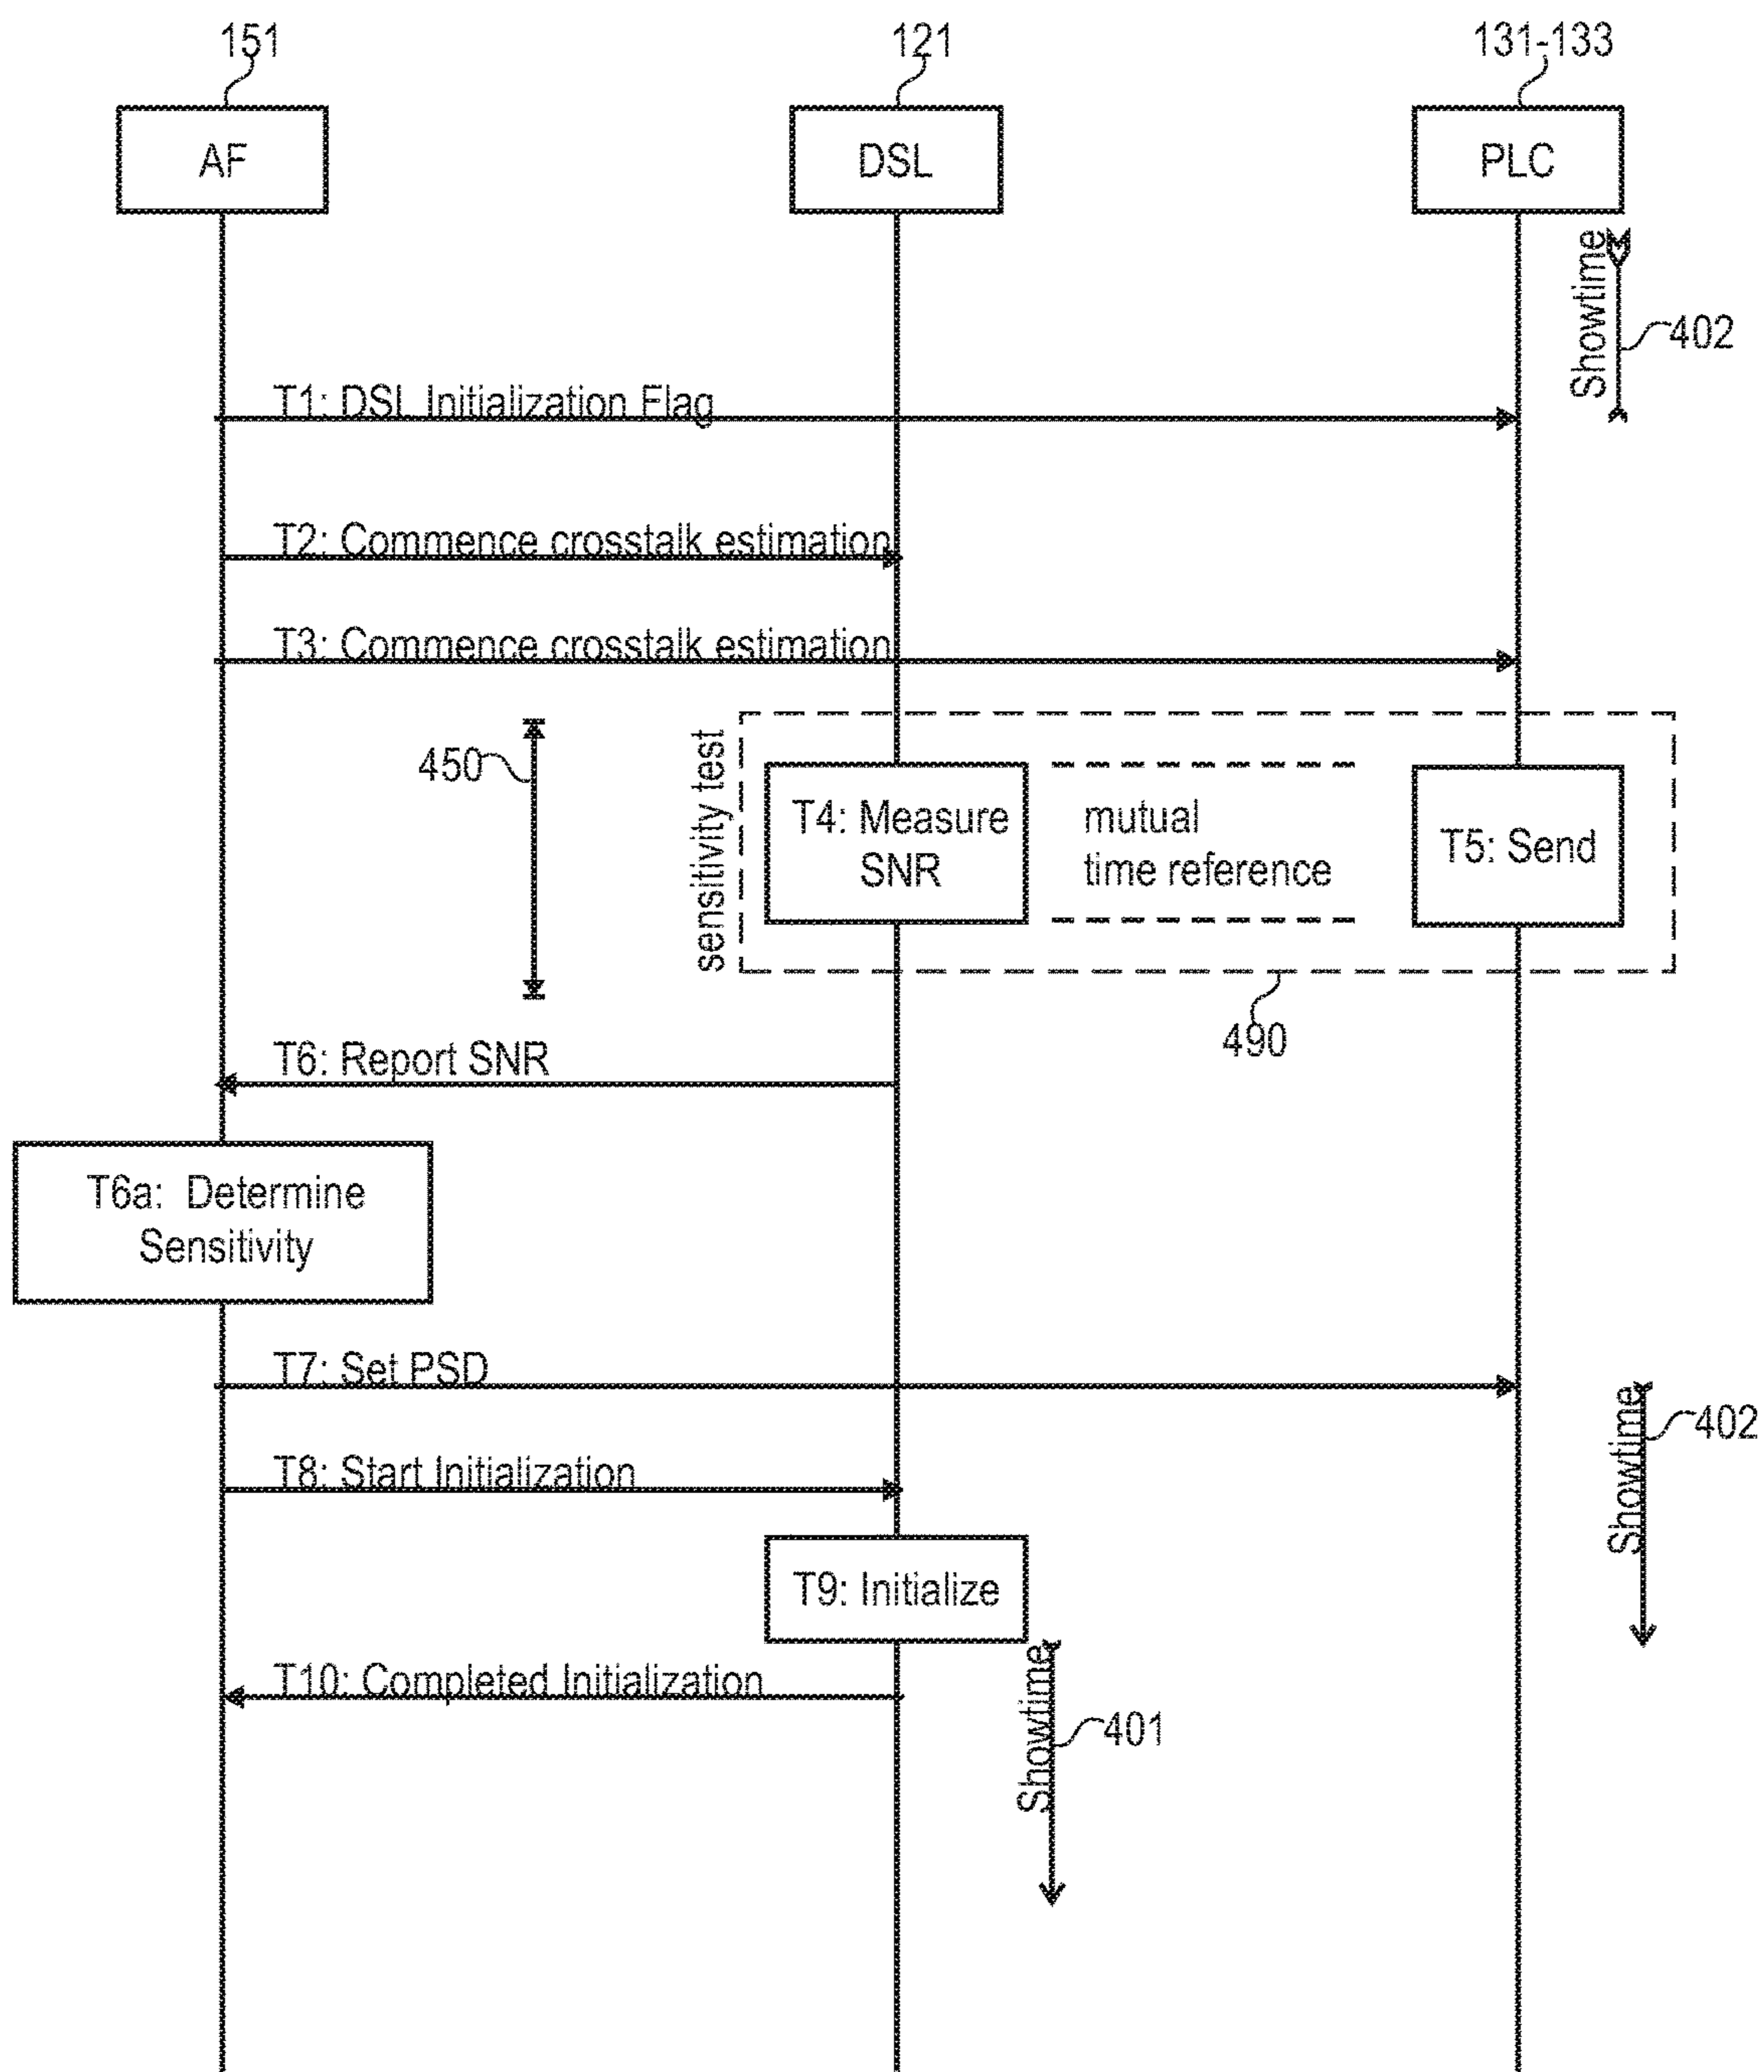 151
121
131-133
AF
DSL
PLC
Showtime
402
T1: DSL Initialization Flag
T2: Commence crosstalk estimation
T3: Commence crosstalk estimation
450
sensitivity test
T4: Measure
SNR
mutual
time reference
T5: Send
490
T6: Report SNR
T6a: Determine
Sensitivity
T7: Set PSD
Showtime
402
T8: Start Initialization
T9: Initialize
T10: Completed Initialization
Showtime
401